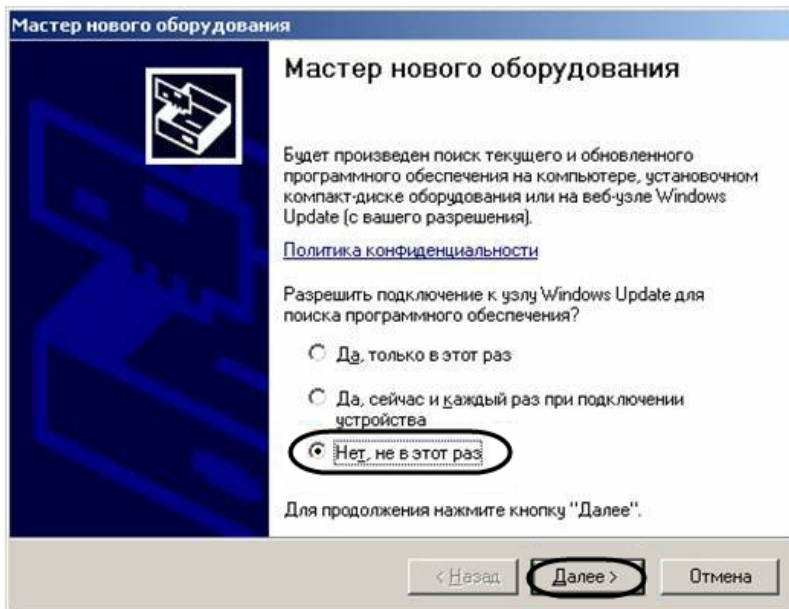 Мастер нового оборудования
Мастер нового оборудования
Будет произведен поиск текущего и обновленного
программного обеспечения на компьютере, установочном
компакт-диске оборудования или на веб-узле Windows
Update (с вашего разрешения).
Политика конфиденциальности
Разрешить подключение к узлу Windows Update для
поиска программного обеспечения?
Да, только в этот раз
Да, сейчас и каждый раз при подключении
устройства
Нет, не в этот раз
Для продолжения нажмите кнопку "Далее".
< Назад Далее > Отмена